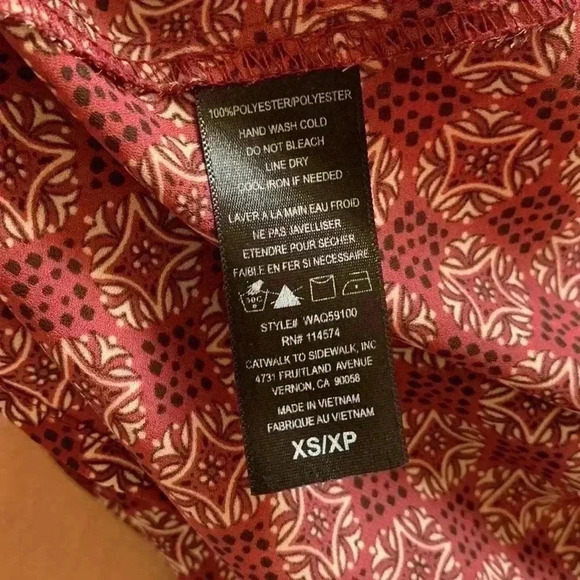 100%POLYESTER/POLYESTER
HAND WASH COLD
DO NOT BLEACH
LINE DRY
COOL IRON IF NEEDED
LAVER A LA MAIN EAU FROID
NE PAS JAVELLISER
ETENDRE POUR SECHER
FAIBLE EN FER SI NECESSAIRE
30C
STYLE# WAQ59100
RN# 114574
CATWALK TO SIDEWALK, INC
4731 FRUITLAND AVENUE
VERNON, CA 90058
MADE IN VIETNAM
FABRIQUE AU VIETNAM
XS/XP